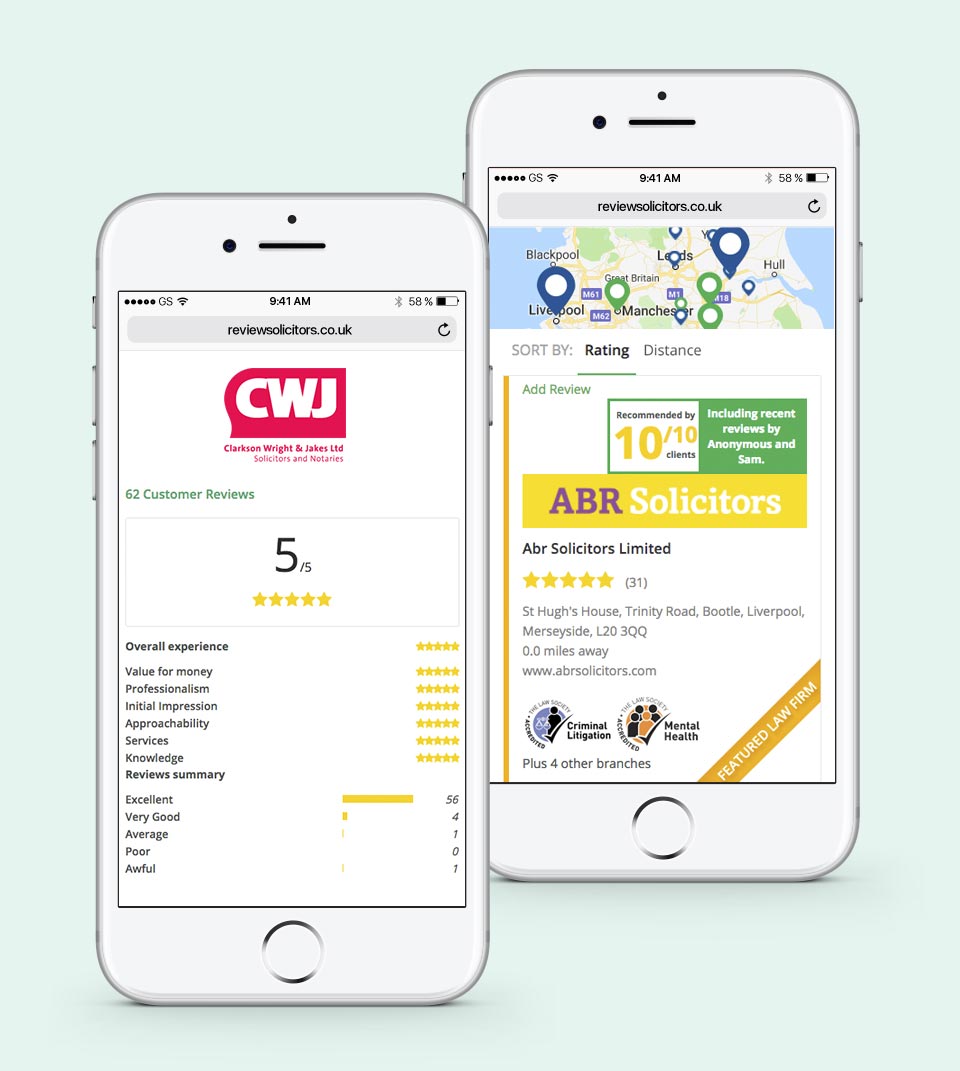 GS 9:41 AM 58 %
reviewsolicitors.co.uk
CWJ
Clarkson Wright & Jakes Ltd
Solicitors and Notaries
62 Customer Reviews
5/5
Overall experience
Value for money
Professionalism
Initial Impression
Approachability
Services
Knowledge
Reviews summary
Excellent 56
Very Good 4
Average 1
Poor 0
Awful 1
GS 9:41 AM 58 %
reviewsolicitors.co.uk
Blackpool
Leeds
Hull
Great Britain
M61
M1
M18
Liverpool
M62
Manchester
SORT BY: Rating Distance
Add Review
Recommended by
10/10
clients
Including recent
reviews by
Anonymous and
Sam.
ABR Solicitors
Abr Solicitors Limited
(31)
St Hugh's House, Trinity Road, Bootle, Liverpool,
Merseyside, L20 3QQ
0.0 miles away
www.abrsolicitors.com
THE LAW SOCIETY
ACCREDITED
Criminal
Litigation
THE LAW SOCIETY
ACCREDITED
Mental
Health
FEATURED LAW FIRM
Plus 4 other branches